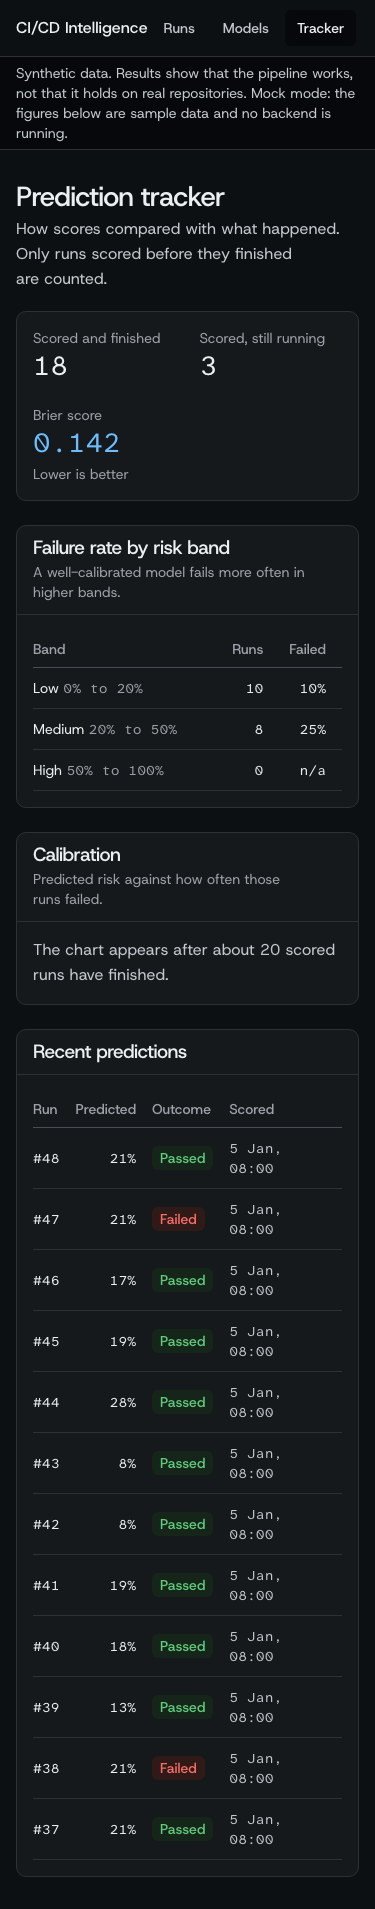 CI/CD Intelligence Runs Models Tracker
Synthetic data. Results show that the pipeline works,
not that it holds on real repositories. Mock mode: the
figures below are sample data and no backend is
running.
Prediction tracker
How scores compared with what happened.
Only runs scored before they finished
are counted.
Scored and finished Scored, still running
18 3
Brier score
0.142
Lower is better
Failure rate by risk band
A well-calibrated model fails more often in
higher bands.
Band Runs Failed
Low 0% to 20% 10 10%
Medium 20% to 50% 8 25%
High 50% to 100% 0 n/a
Calibration
Predicted risk against how often those
runs failed.
The chart appears after about 20 scored
runs have finished.
Recent predictions
Run Predicted Outcome Scored
#48 21% Passed 5 Jan,
08:00
#47 21% Failed 5 Jan,
08:00
#46 17% Passed 5 Jan,
08:00
#45 19% Passed 5 Jan,
08:00
#44 28% Passed 5 Jan,
08:00
#43 8% Passed 5 Jan,
08:00
#42 8% Passed 5 Jan,
08:00
#41 19% Passed 5 Jan,
08:00
#40 18% Passed 5 Jan,
08:00
#39 13% Passed 5 Jan,
08:00
#38 21% Failed 5 Jan,
08:00
#37 21% Passed 5 Jan,
08:00